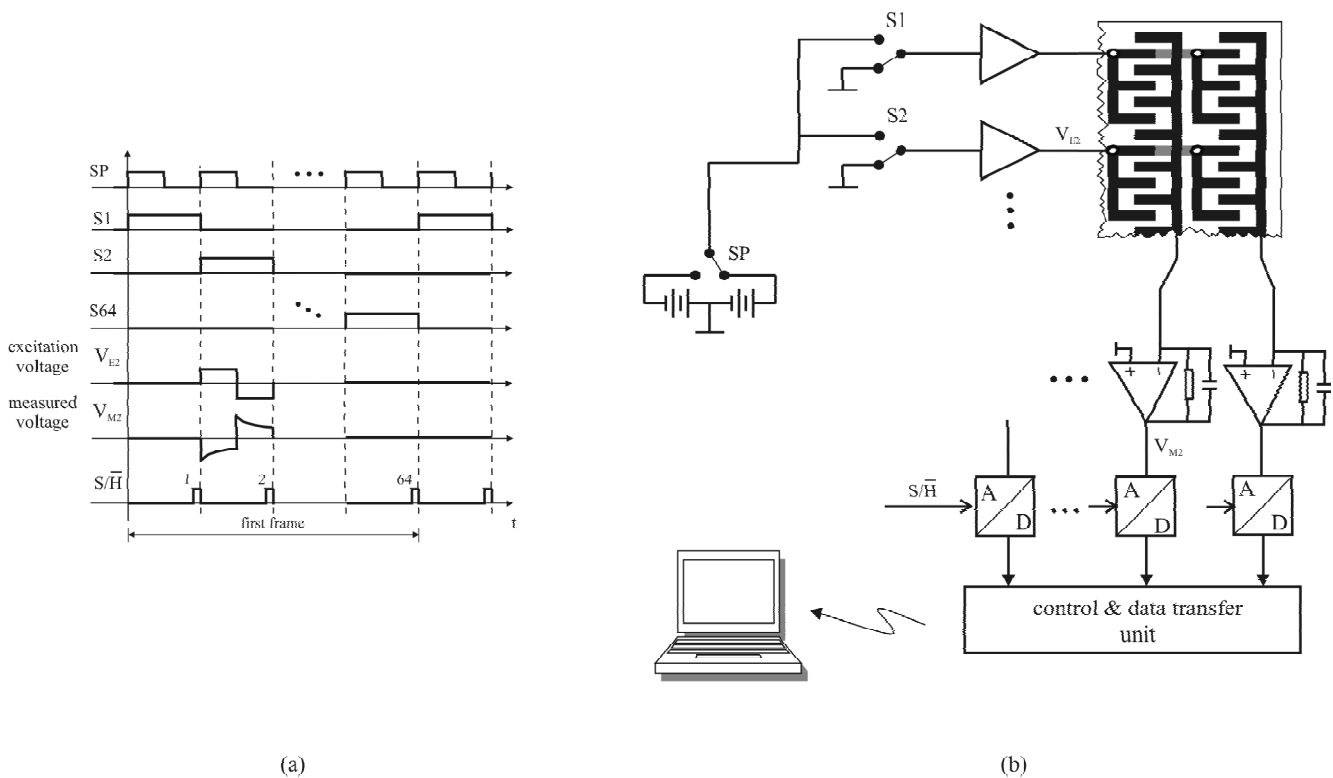 SP
S1
S2
S64
excitation
voltage
V_E2
measured
voltage
V_M2
S/H̅
1
2
64
first frame
t
(a)
S1
S2
V_E2
SP
+
−
+
−
V_M2
S/H̅
A
D
A
D
A
D
control & data transfer
unit
(b)